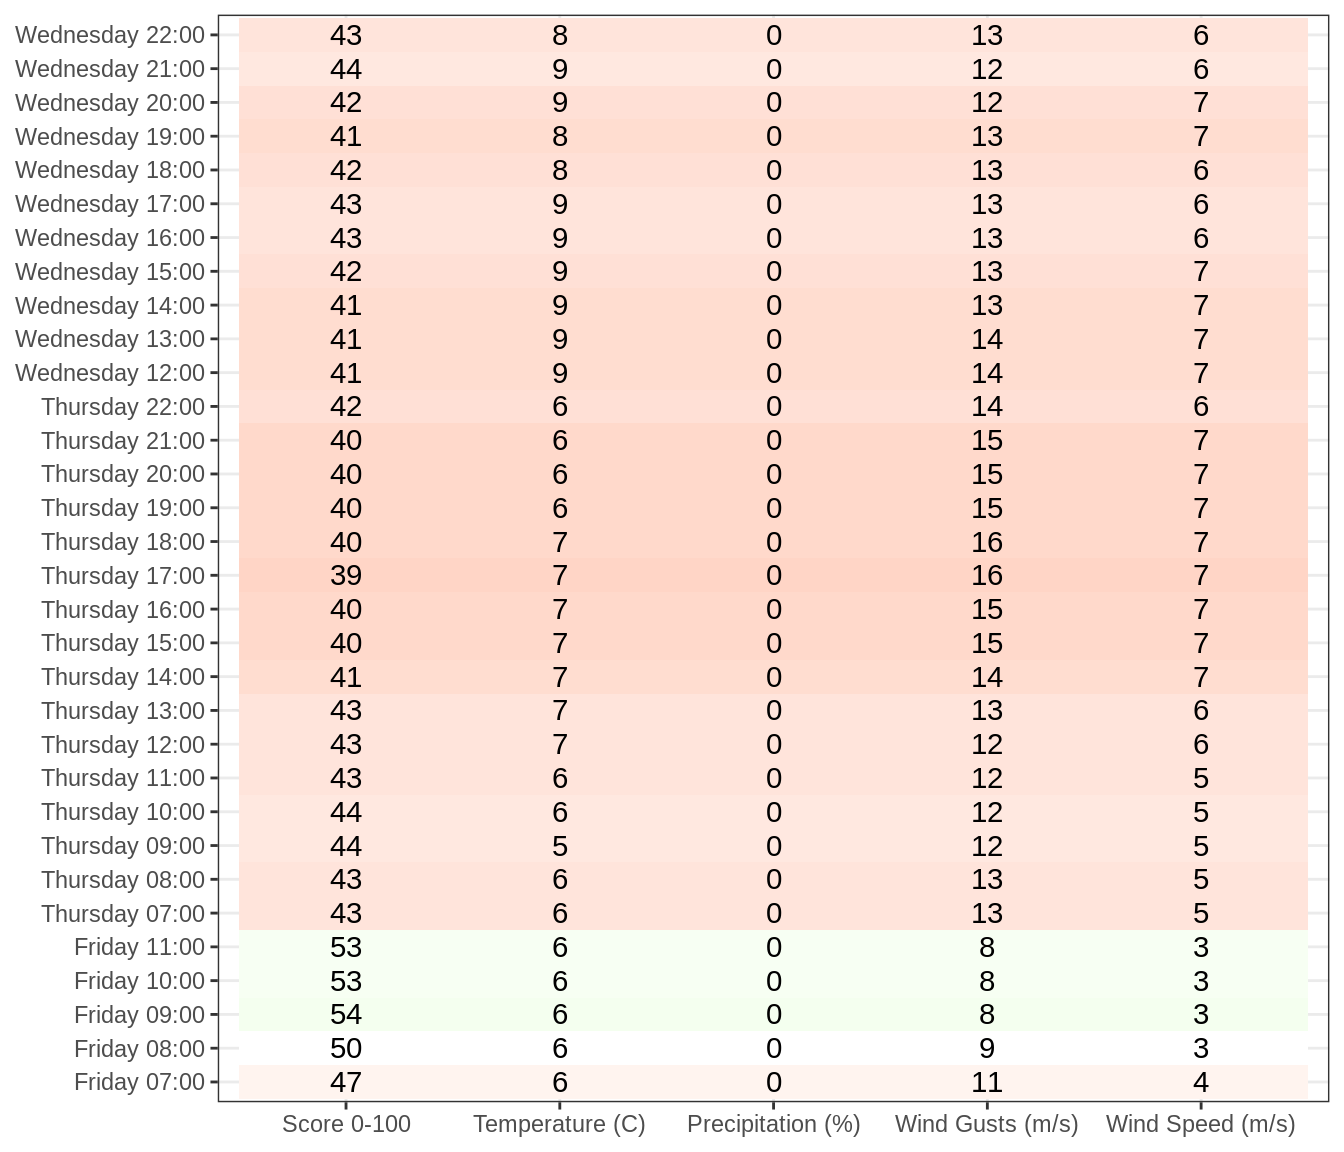 Wednesday 22:00 43 8 0 13 6
Wednesday 21:00 44 9 0 12 6
Wednesday 20:00 42 9 0 12 7
Wednesday 19:00 41 8 0 13 7
Wednesday 18:00 42 8 0 13 6
Wednesday 17:00 43 9 0 13 6
Wednesday 16:00 43 9 0 13 6
Wednesday 15:00 42 9 0 13 7
Wednesday 14:00 41 9 0 13 7
Wednesday 13:00 41 9 0 14 7
Wednesday 12:00 41 9 0 14 7
Thursday 22:00 42 6 0 14 6
Thursday 21:00 40 6 0 15 7
Thursday 20:00 40 6 0 15 7
Thursday 19:00 40 6 0 15 7
Thursday 18:00 40 7 0 16 7
Thursday 17:00 39 7 0 16 7
Thursday 16:00 40 7 0 15 7
Thursday 15:00 40 7 0 15 7
Thursday 14:00 41 7 0 14 7
Thursday 13:00 43 7 0 13 6
Thursday 12:00 43 7 0 12 6
Thursday 11:00 43 6 0 12 5
Thursday 10:00 44 6 0 12 5
Thursday 09:00 44 5 0 12 5
Thursday 08:00 43 6 0 13 5
Thursday 07:00 43 6 0 13 5
Friday 11:00 53 6 0 8 3
Friday 10:00 53 6 0 8 3
Friday 09:00 54 6 0 8 3
Friday 08:00 50 6 0 9 3
Friday 07:00 47 6 0 11 4
Score 0-100 Temperature (C) Precipitation (%) Wind Gusts (m/s) Wind Speed (m/s)